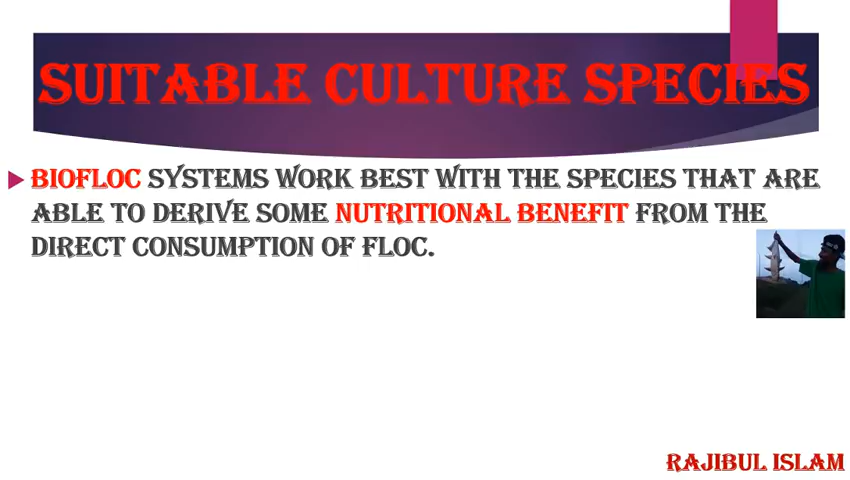 SUITABLE CULTURE SPECIES
BIOFLOC SYSTEMS WORK BEST WITH THE SPECIES THAT ARE
ABLE TO DERIVE SOME NUTRITIONAL BENEFIT FROM THE
DIRECT CONSUMPTION OF FLOC.
RAJIBUL ISLAM